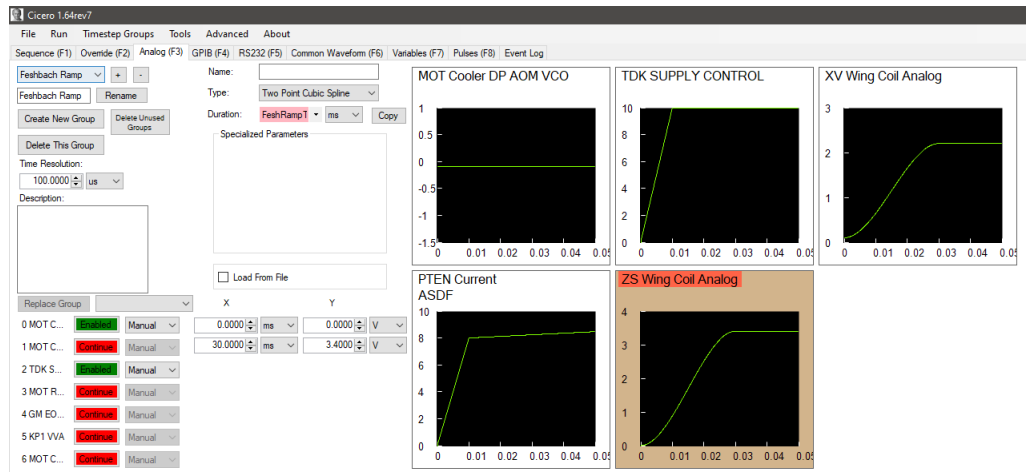 Cicero 1.64rev7
File Run Timestep Groups Tools Advanced About
Sequence (F1) Override (F2) Analog (F3) GPIB (F4) RS232 (F5) Common Waveform (F6) Variables (F7) Pulses (F8) Event Log
Feshbach Ramp + -
Feshbach Ramp Rename
Create New Group Delete Unused Groups
Delete This Group
Time Resolution:
100.0000 us
Description:
Replace Group
0 MOT C... Enabled Manual
1 MOT C... Continue Manual
2 TDK S... Enabled Manual
3 MOT R... Continue Manual
4 GM EO... Continue Manual
5 KP1 VVA Continue Manual
6 MOT C... Continue Manual
Name:
Type: Two Point Cubic Spline
Duration: FeshRampT ms Copy
Specialized Parameters
Load From File
X Y
0.0000 ms 0.0000 V
30.0000 ms 3.4000 V
MOT Cooler DP AOM VCO
1
0.5
0
-0.5
-1
-1.5
0 0.01 0.02 0.03 0.04 0.05
TDK SUPPLY CONTROL
10
8
6
4
2
0
0 0.01 0.02 0.03 0.04 0.05
XV Wing Coil Analog
3
2
1
0
0 0.01 0.02 0.03 0.04 0.05
PTEN Current
ASDF
10
8
6
4
2
0
0 0.01 0.02 0.03 0.04 0.05
ZS Wing Coil Analog
4
3
2
1
0
0 0.01 0.02 0.03 0.04 0.05